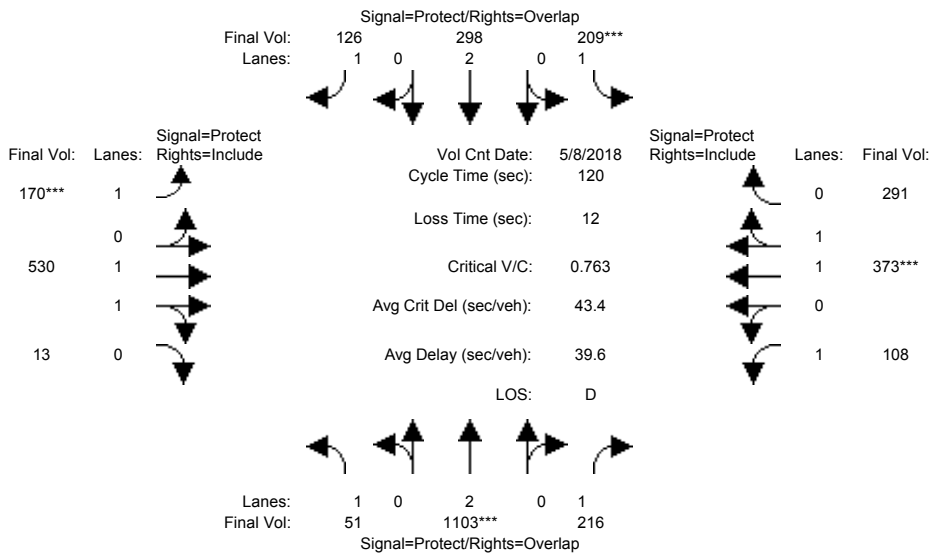 Signal=Protect/Rights=Overlap
Final Vol: 126 298 209***
Lanes: 1 0 2 0 1
Signal=Protect Signal=Protect
Final Vol: Lanes: Rights=Include Vol Cnt Date: 5/8/2018 Rights=Include Lanes: Final Vol:
Cycle Time (sec): 120
170*** 1 0 291
Loss Time (sec): 12
0 1
530 1 Critical V/C: 0.763 1 373***
1 Avg Crit Del (sec/veh): 43.4 0
13 0 Avg Delay (sec/veh): 39.6 1 108
LOS: D
Lanes: 1 0 2 0 1
Final Vol: 51 1103*** 216
Signal=Protect/Rights=Overlap